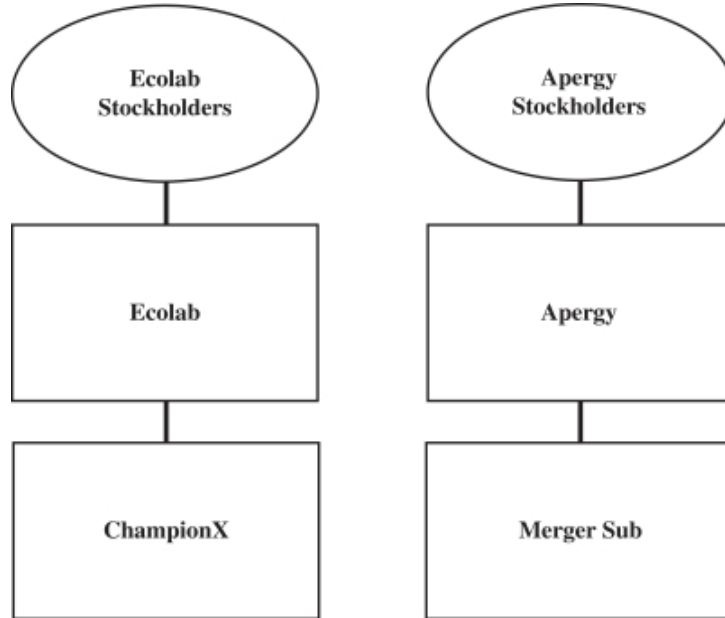 Ecolab
Stockholders
Apergy
Stockholders
Ecolab
Apergy
ChampionX
Merger Sub